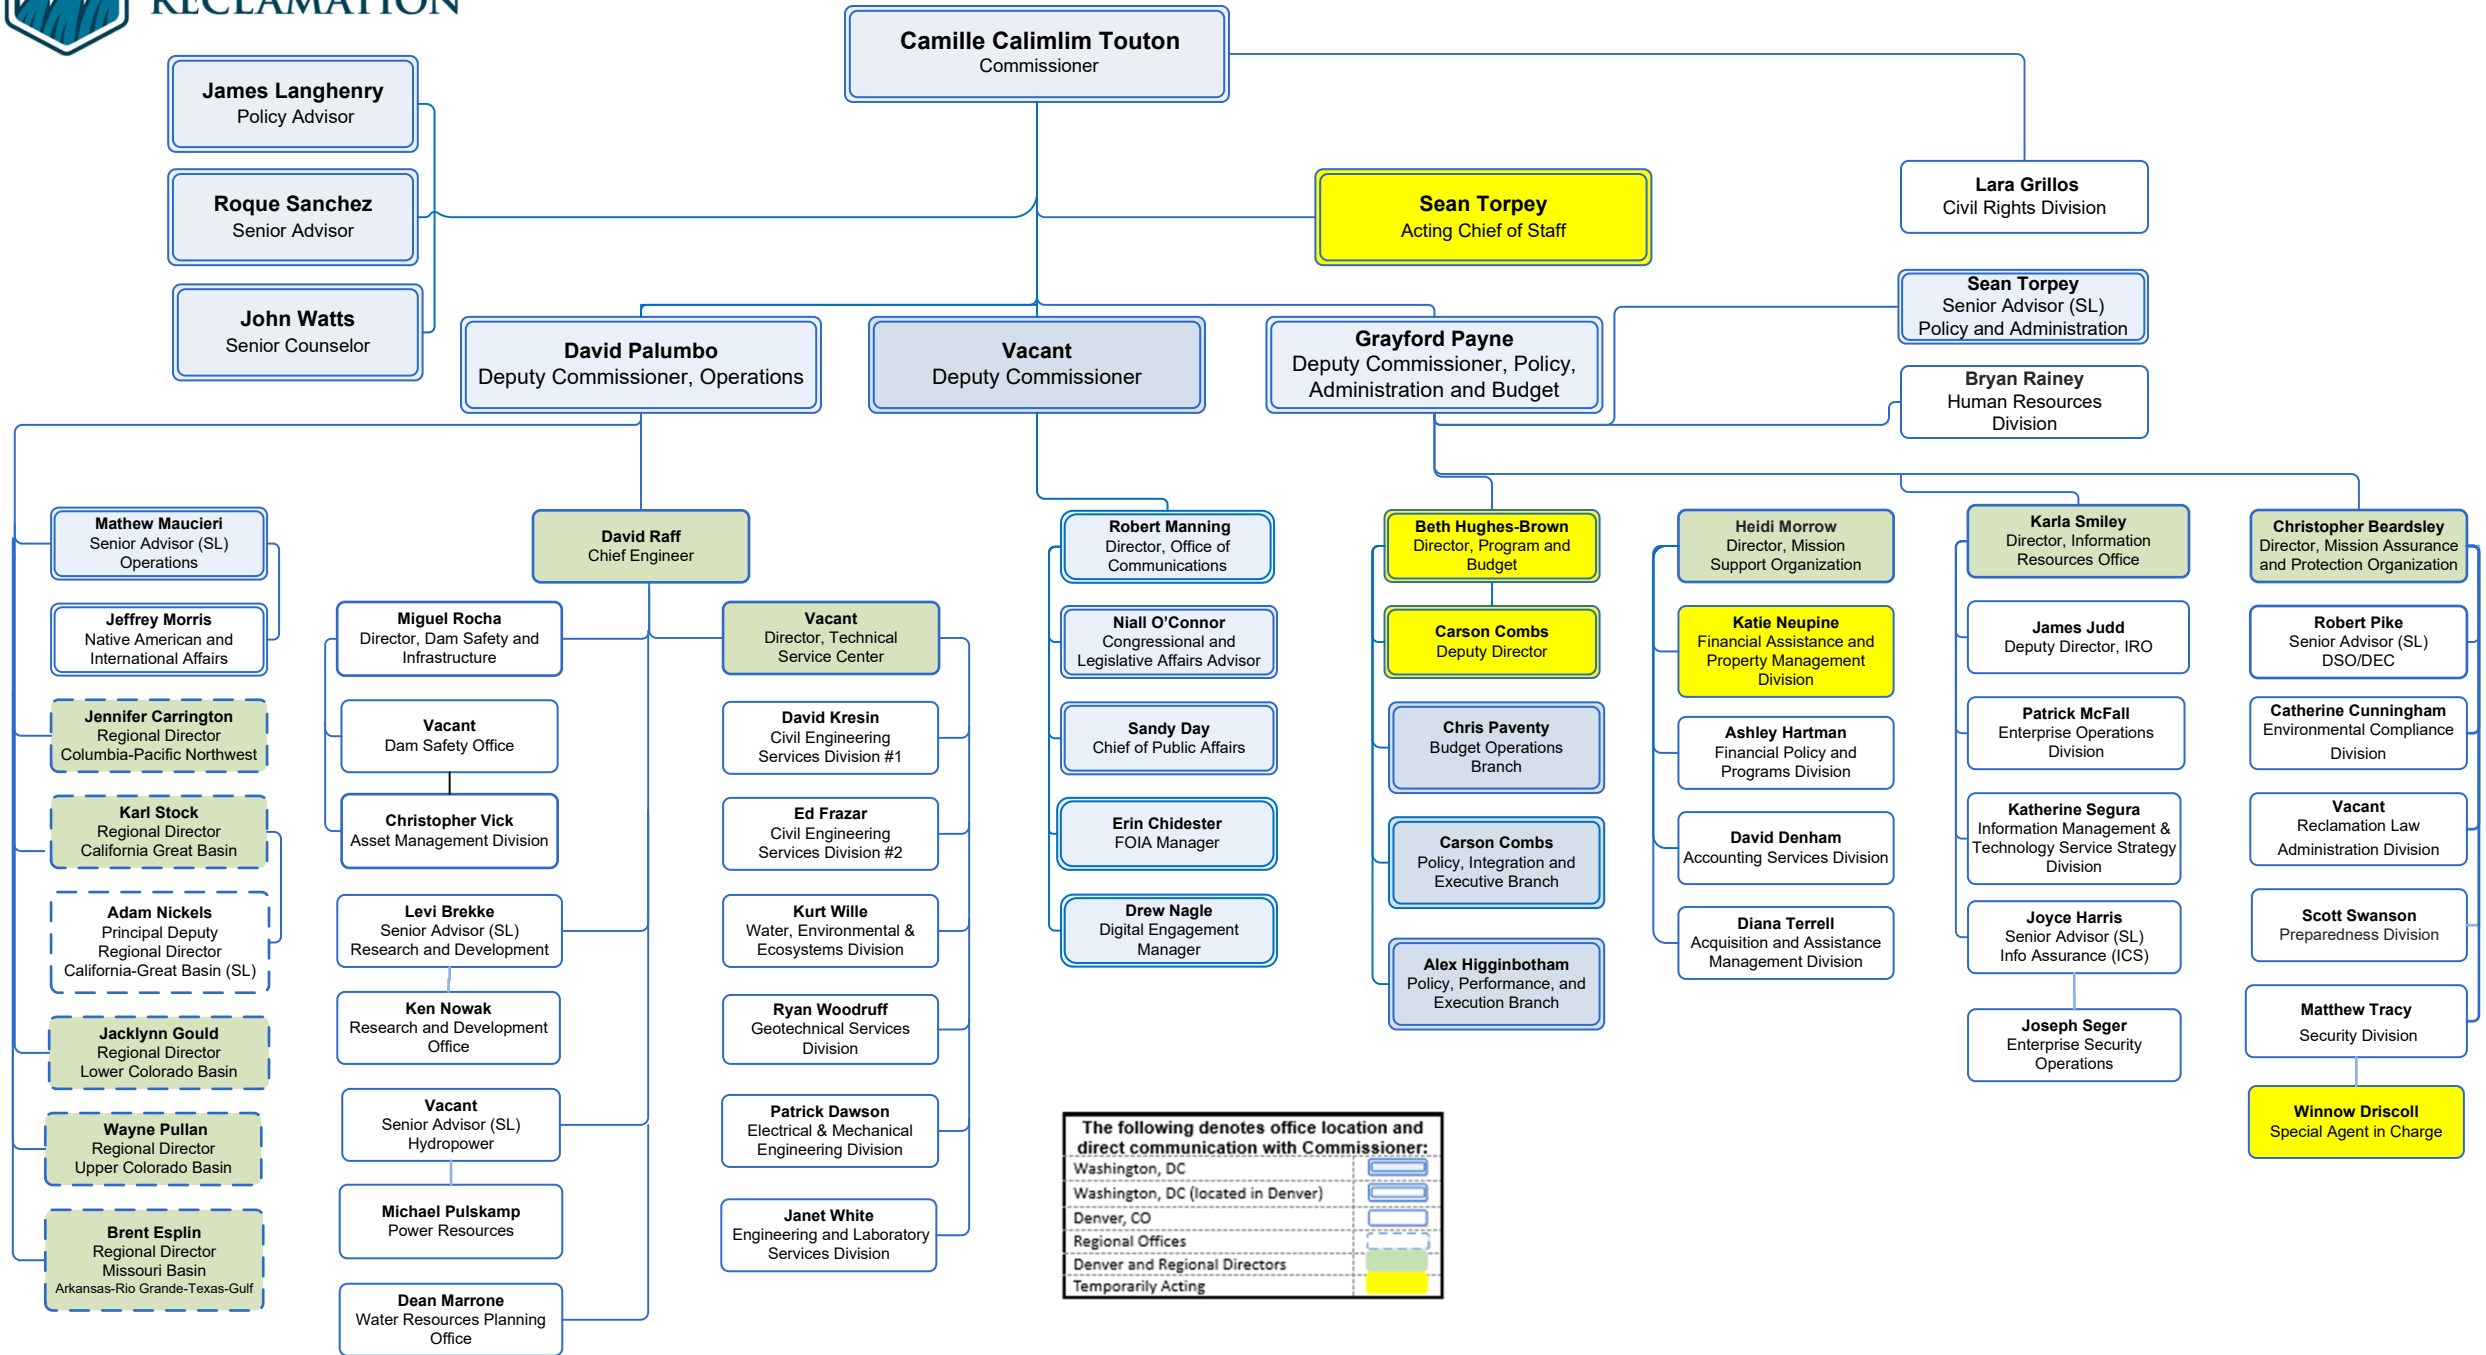 RECLAMATION
Camille Calimlim Touton
Commissioner
James Langhenry
Policy Advisor
Roque Sanchez
Senior Advisor
John Watts
Senior Counselor
Sean Torpey
Acting Chief of Staff
Lara Grillos
Civil Rights Division
Sean Torpey
Senior Advisor (SL)
Policy and Administration
Bryan Rainey
Human Resources
Division
David Palumbo
Deputy Commissioner, Operations
Vacant
Deputy Commissioner
Grayford Payne
Deputy Commissioner, Policy,
Administration and Budget
Mathew Maucieri
Senior Advisor (SL)
Operations
Jeffrey Morris
Native American and
International Affairs
Jennifer Carrington
Regional Director
Columbia-Pacific Northwest
Karl Stock
Regional Director
California Great Basin
Adam Nickels
Principal Deputy
Regional Director
California-Great Basin (SL)
Jacklynn Gould
Regional Director
Lower Colorado Basin
Wayne Pullan
Regional Director
Upper Colorado Basin
Brent Esplin
Regional Director
Missouri Basin
Arkansas-Rio Grande-Texas-Gulf
David Raff
Chief Engineer
Miguel Rocha
Director, Dam Safety and
Infrastructure
Vacant
Dam Safety Office
Christopher Vick
Asset Management Division
Levi Brekke
Senior Advisor (SL)
Research and Development
Ken Nowak
Research and Development
Office
Vacant
Senior Advisor (SL)
Hydropower
Michael Pulskamp
Power Resources
Dean Marrone
Water Resources Planning
Office
Vacant
Director, Technical
Service Center
David Kresin
Civil Engineering
Services Division #1
Ed Frazar
Civil Engineering
Services Division #2
Kurt Wille
Water, Environmental &
Ecosystems Division
Ryan Woodruff
Geotechnical Services
Division
Patrick Dawson
Electrical & Mechanical
Engineering Division
Janet White
Engineering and Laboratory
Services Division
Robert Manning
Director, Office of
Communications
Niall O’Connor
Congressional and
Legislative Affairs Advisor
Sandy Day
Chief of Public Affairs
Erin Chidester
FOIA Manager
Drew Nagle
Digital Engagement
Manager
Beth Hughes-Brown
Director, Program and
Budget
Carson Combs
Deputy Director
Chris Paventy
Budget Operations
Branch
Carson Combs
Policy, Integration and
Executive Branch
Alex Higginbotham
Policy, Performance, and
Execution Branch
Heidi Morrow
Director, Mission
Support Organization
Katie Neupine
Financial Assistance and
Property Management
Division
Ashley Hartman
Financial Policy and
Programs Division
David Denham
Accounting Services Division
Diana Terrell
Acquisition and Assistance
Management Division
Karla Smiley
Director, Information
Resources Office
James Judd
Deputy Director, IRO
Patrick McFall
Enterprise Operations
Division
Katherine Segura
Information Management &
Technology Service Strategy
Division
Joyce Harris
Senior Advisor (SL)
Info Assurance (ICS)
Joseph Seger
Enterprise Security
Operations
Christopher Beardsley
Director, Mission Assurance
and Protection Organization
Robert Pike
Senior Advisor (SL)
DSO/DEC
Catherine Cunningham
Environmental Compliance
Division
Vacant
Reclamation Law
Administration Division
Scott Swanson
Preparedness Division
Matthew Tracy
Security Division
Winnow Driscoll
Special Agent in Charge
The following denotes office location and
direct communication with Commissioner:
Washington, DC
Washington, DC (located in Denver)
Denver, CO
Regional Offices
Denver and Regional Directors
Temporarily Acting